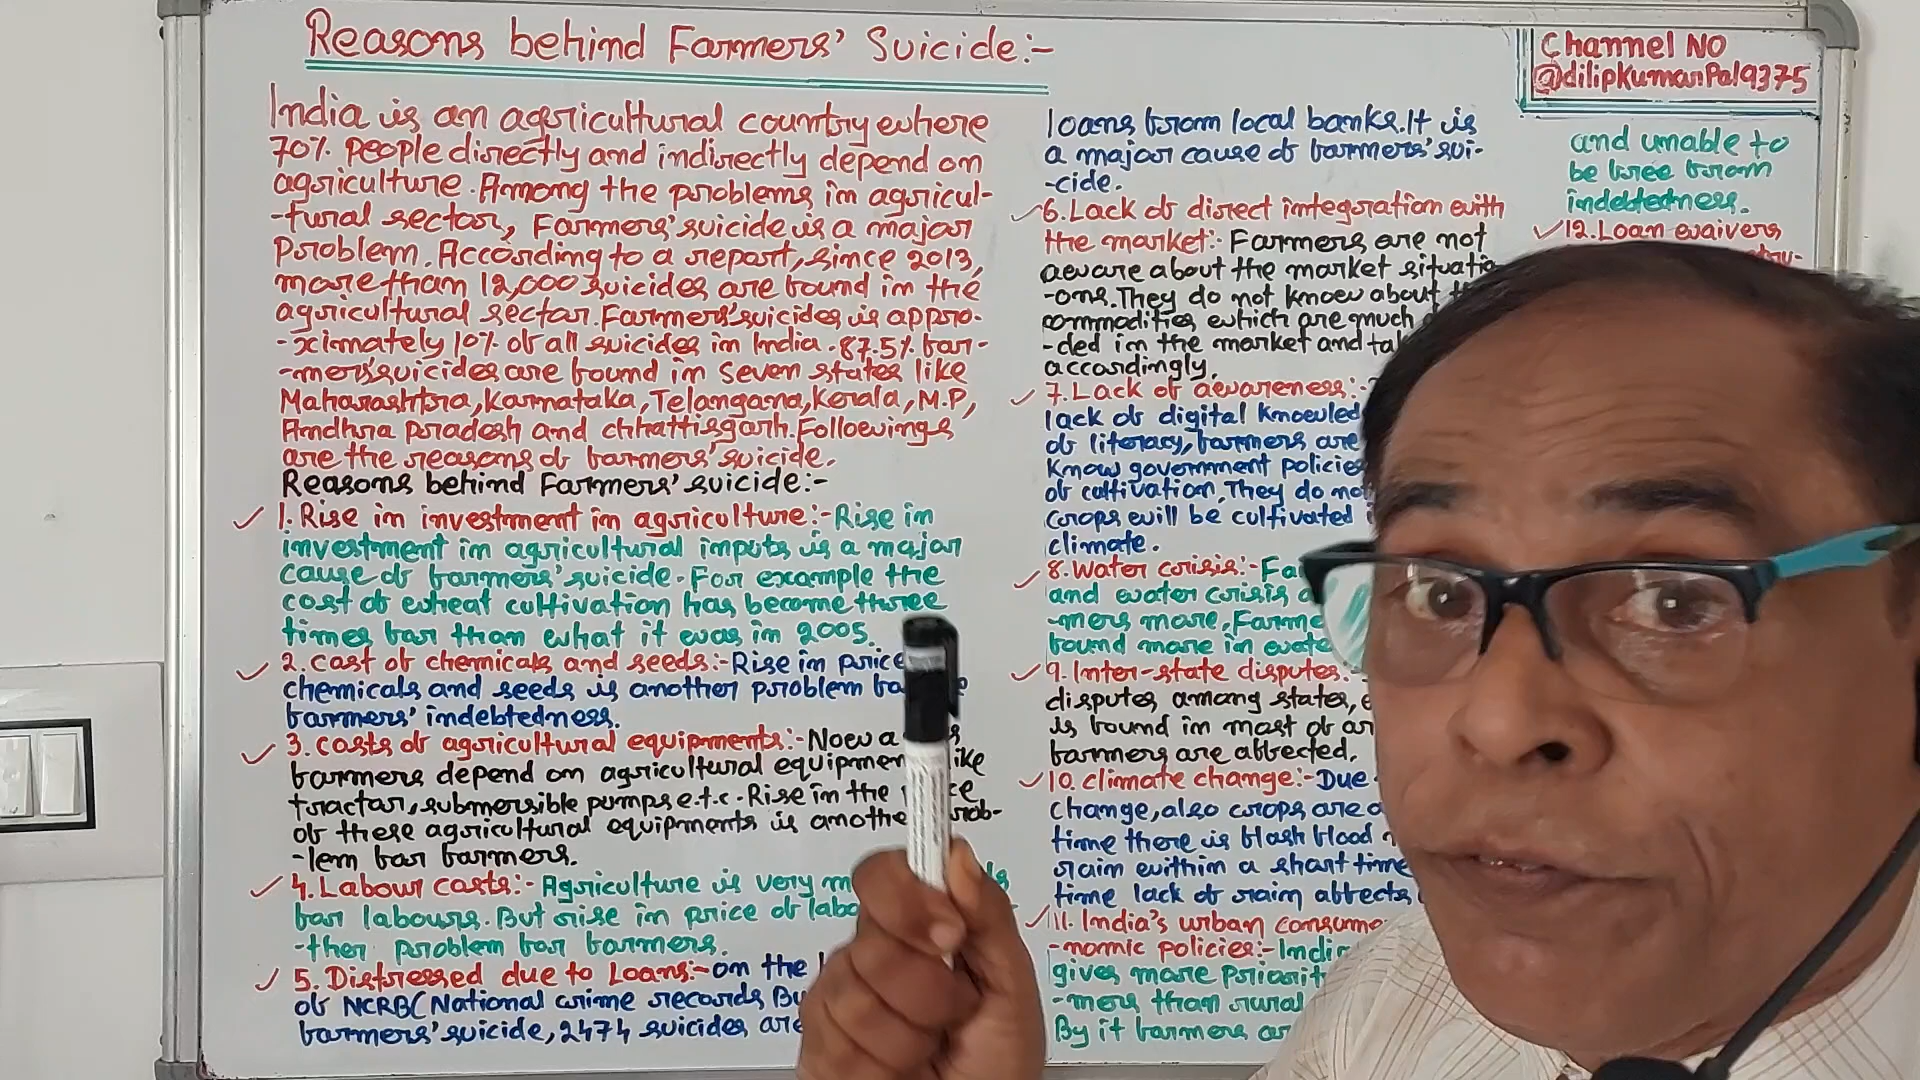 Reasons behind Farmers' Suicide:-
Channel NO
@dilipkumarPal9375
India is an agricultural country where
70% People directly and indirectly depend on
agriculture. Among the problems in agricul-
-tural sector, Farmers' suicide is a major
Problem. According to a report, since 2013,
more than 12,000 suicides are found in the
agricultural sector. Farmers' suicides is appro-
-ximately 10% of all suicides in India. 87.5% far-
-mers' suicides are found in seven states like
Maharashtra, Karnataka, Telangana, Kerala, M.P,
Andhra Pradesh and chhattisgarh. Followings
are the reasons of farmers' suicide.
Reasons behind Farmers' suicide:-
1. Rise in investment in agriculture:- Rise in
investment in agricultural inputs is a major
cause of farmers' suicide. For example the
cost of wheat cultivation has become three
times far than what it was in 2005.
2. Cost of chemicals and seeds:- Rise in price
chemicals and seeds is another problem
farmers' indebtedness.
3. Costs of agricultural equipments:- Now a
farmers depend on agricultural equipmen ike
tractor, submersible pumps e.t.c. Rise in the
of these agricultural equipments is anothe rob-
-lem for farmers.
4. Labour costs:- Agriculture is very
for labours. But rise in price of labo
-ther problem for farmers.
5. Distressed due to Loans:- on the
of NCRB(National crime records Bu
farmers' suicide, 2474 suicides are
loans from local banks. It is
a major cause of farmers' sui-
-cide.
6. Lack of direct integration with
the market:- Farmers are not
aware about the market situatio
-ons. They do not know about
commodities which are much
-ded in the market and
accordingly.
7. Lack of awareness:-
lack of digital knowled
of literacy, farmers are
know government policies
of cultivation. They do no
crops will be cultivated
climate.
8. Water crisis:- Fa
and water crisis
-mers more. Farme
found more in wate
9. Inter-state disputes:-
disputes among states,
is found in most of ar
farmers are affected.
10. Climate change:- Due
change, also crops are
time there is flash flood
rain within a short time
time lack of rain affects
11. India's urban consume
-nomic policies:- India
gives more Priorit
-mers than rural
By it farmers ar
and unable to
be free from
indebtedness.
12. Loan waivers